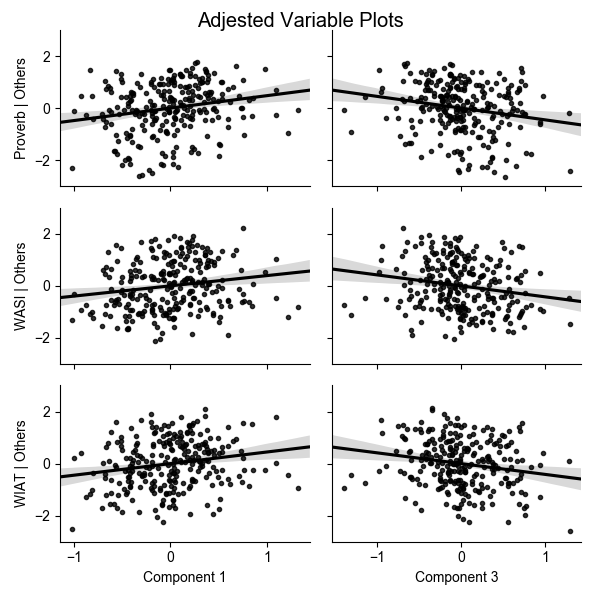 Adjested Variable Plots
Proverb | Others
2
0
−2
WASI | Others
2
0
−2
WIAT | Others
2
0
−2
−1 0 1 −1 0 1
Component 1 Component 3